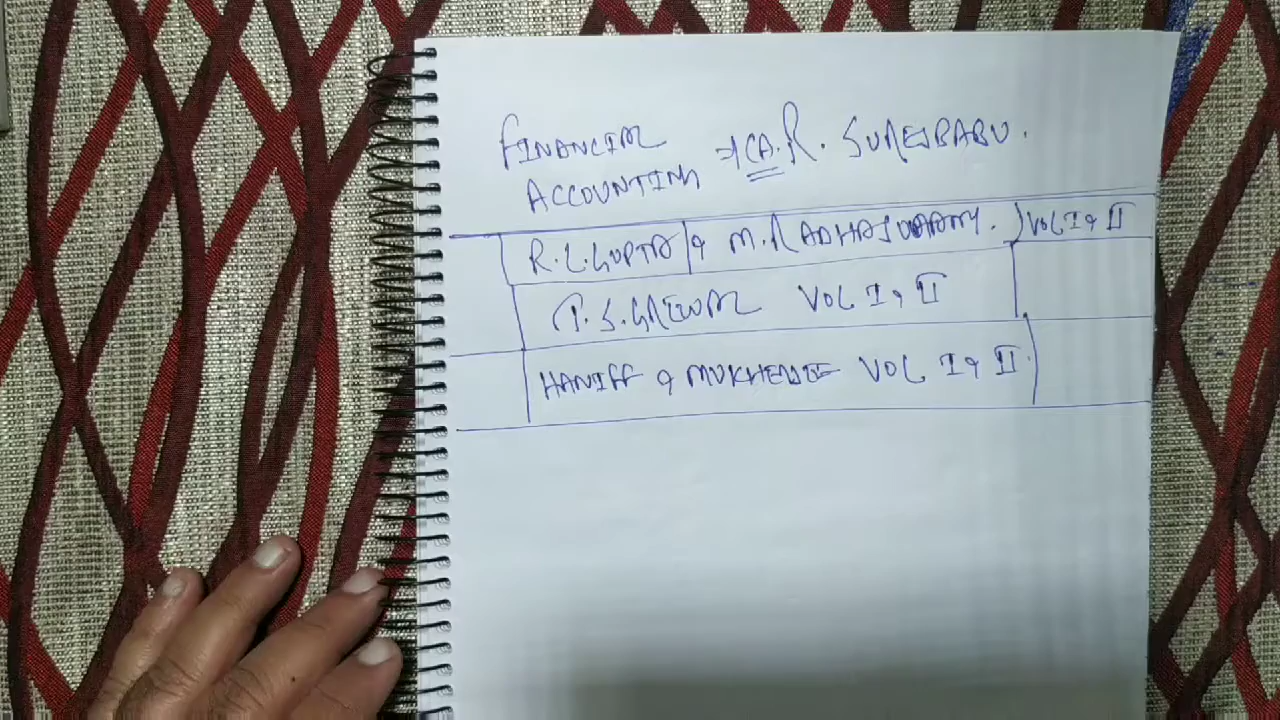 FINANCIAL
ACCOUNTING → CA. R. SURESBABU.
R.L. GUPTA & M. RADHASWAMY. VOL I & II
T. S. GREWAL VOL I & II
HANIFF & MUKHERJEE VOL I & II.